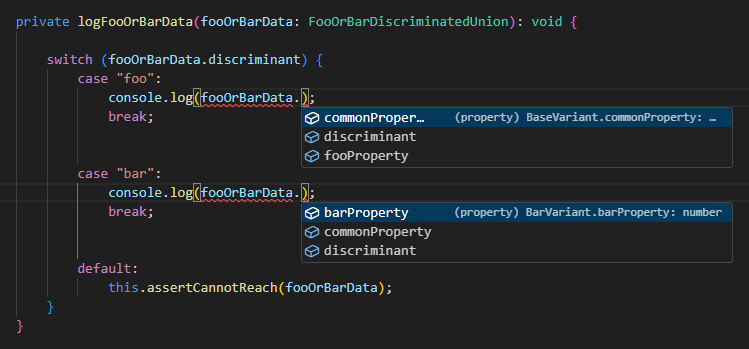 private logFooOrBarData(fooOrBarData: FooOrBarDiscriminatedUnion): void {
switch (fooOrBarData.discriminant) {
case "foo":
console.log(fooOrBarData.);
break;
commonProper… (property) BaseVariant.commonProperty: …
discriminant
fooProperty
case "bar":
console.log(fooOrBarData.);
break;
barProperty (property) BarVariant.barProperty: number
commonProperty
discriminant
default:
this.assertCannotReach(fooOrBarData);
}
}